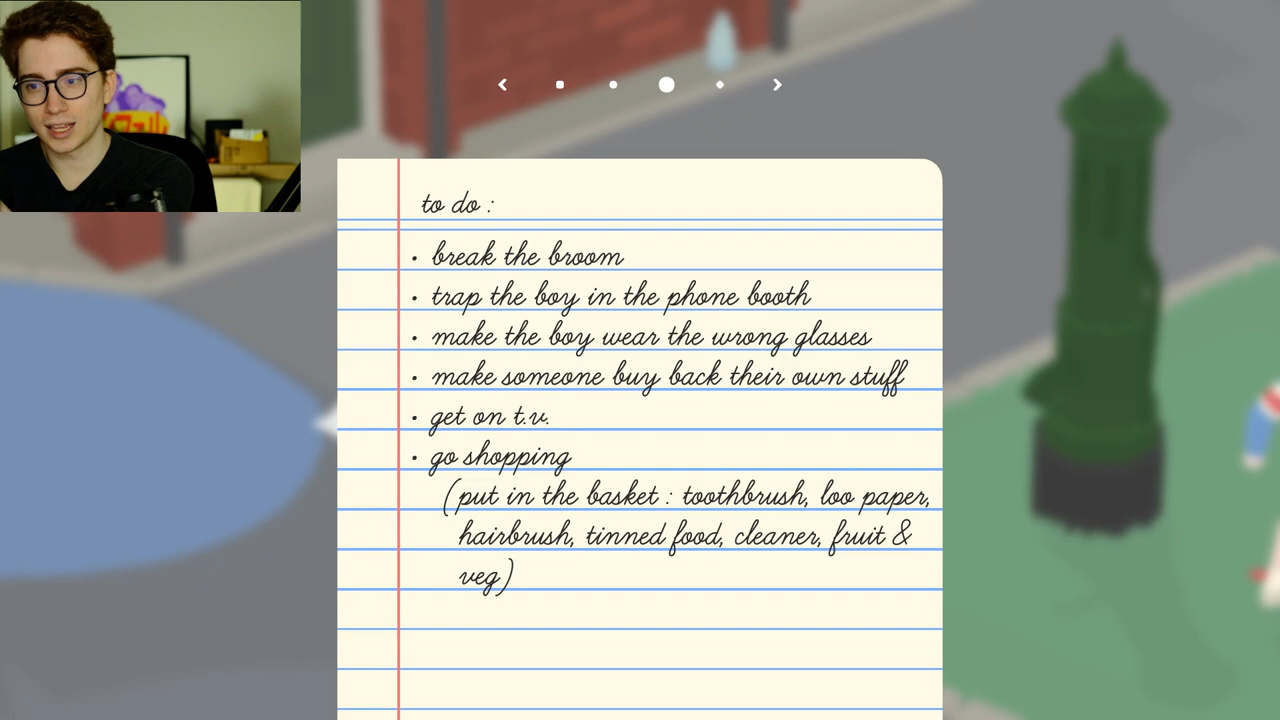 to do :
• break the broom
• trap the boy in the phone booth
• make the boy wear the wrong glasses
• make someone buy back their own stuff
• get on t.v.
• go shopping
(put in the basket : toothbrush, loo paper,
hairbrush, tinned food, cleaner, fruit &
veg)